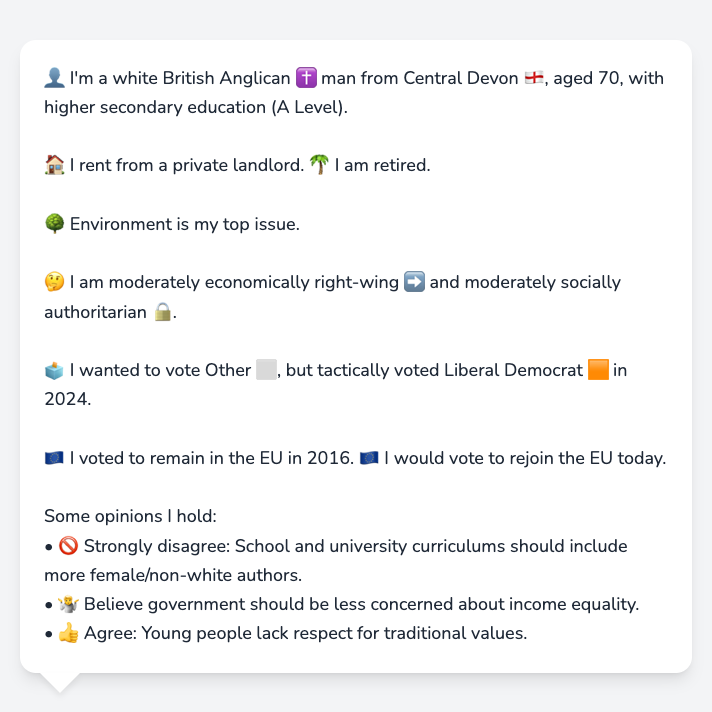 👤 I'm a white British Anglican ✝️ man from Central Devon 🏴󠁧󠁢󠁥󠁮󠁧󠁿, aged 70, with
higher secondary education (A Level).
🏠 I rent from a private landlord. 🌴 I am retired.
🌳 Environment is my top issue.
🤔 I am moderately economically right-wing ➡️ and moderately socially
authoritarian 🔒.
🗳️ I wanted to vote Other ⬜, but tactically voted Liberal Democrat 🟧 in
2024.
🇪🇺 I voted to remain in the EU in 2016. 🇪🇺 I would vote to rejoin the EU today.
Some opinions I hold:
• 🚫 Strongly disagree: School and university curriculums should include
more female/non-white authors.
• 🤷 Believe government should be less concerned about income equality.
• 👍 Agree: Young people lack respect for traditional values.